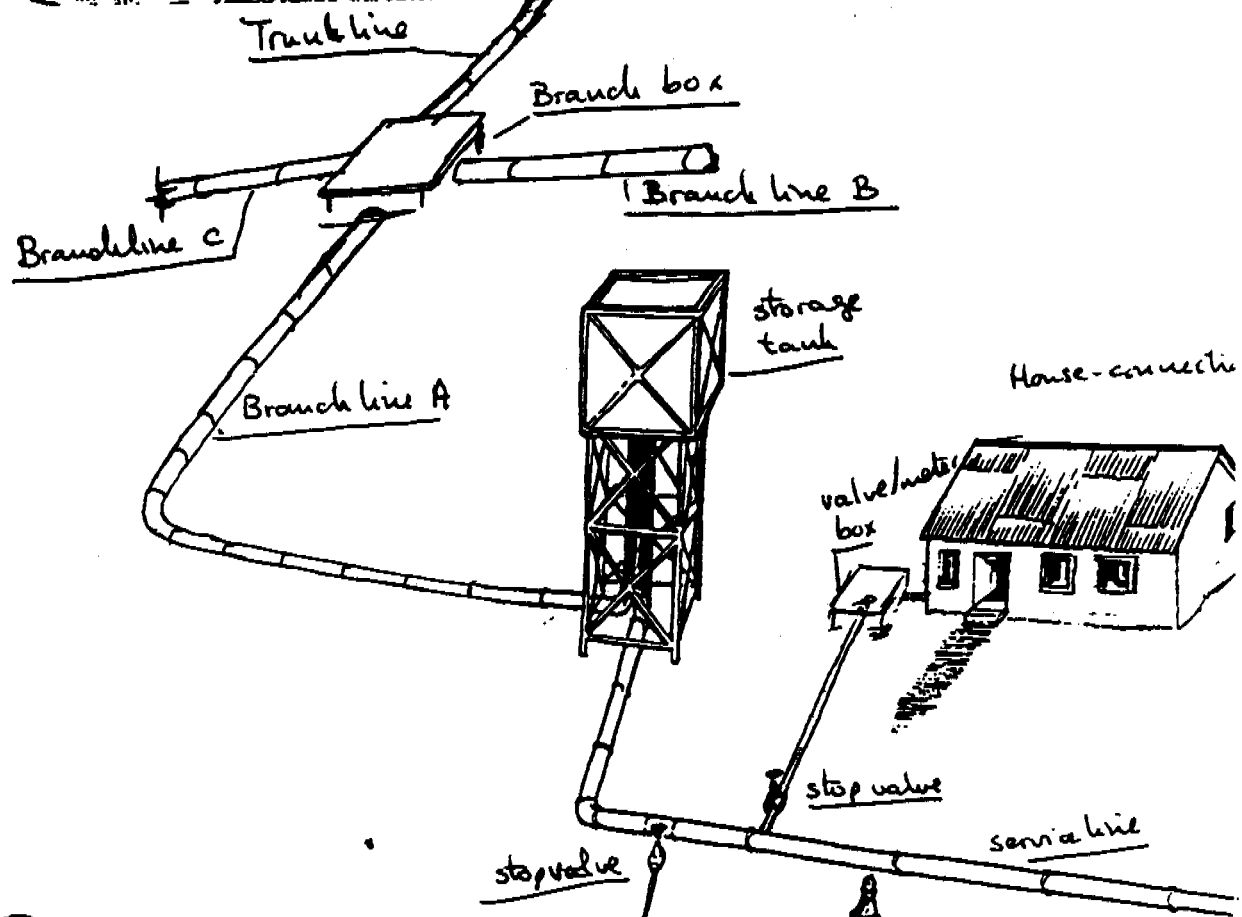 Trunkline
Branch box
Branch line B
Branchline C
storage
tank
Branch line A
House-connecti
valve/meter
box
stop valve
service line
stopvalve